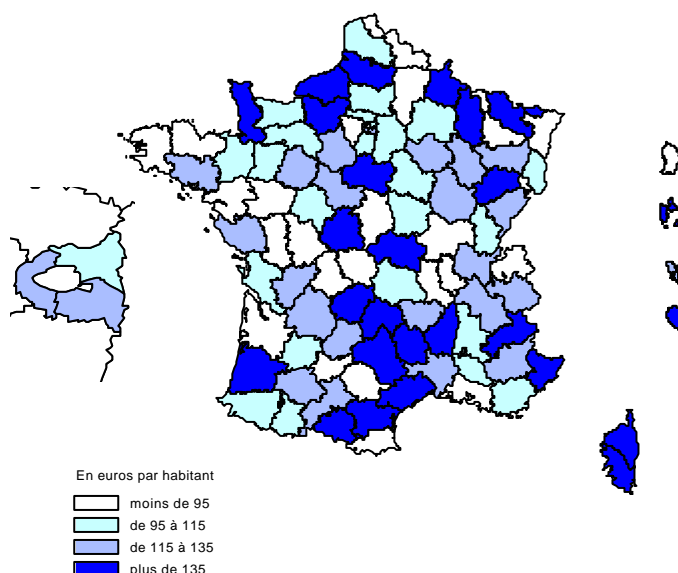 En euros par habitant
moins de 95
de 95 à 115
de 115 à 135
plus de 135